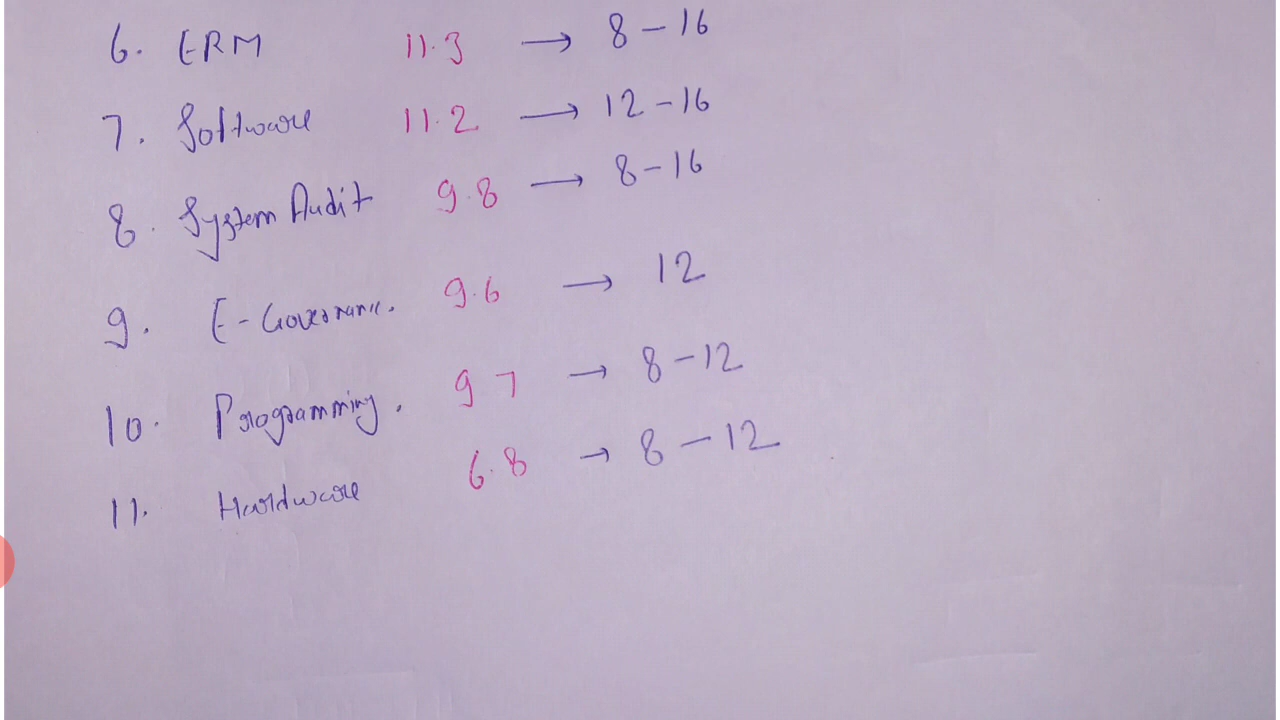 6. ERM 11.3 → 8-16
7. Software 11.2 → 12-16
8. System Audit 9.8 → 8-16
9. E-Governanc. 9.6 → 12
10. Programming. 9 7 → 8-12
11. Hardware 6.8 → 8-12